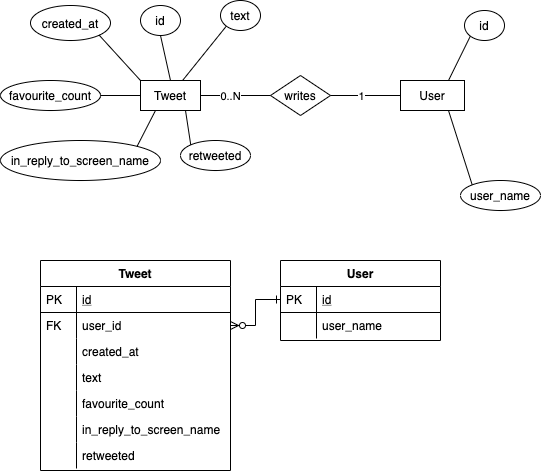 created_at
id
text
id
favourite_count
Tweet
0..N
writes
1
User
in_reply_to_screen_name
retweeted
user_name
Tweet
PK id
FK user_id
created_at
text
favourite_count
in_reply_to_screen_name
retweeted
User
PK id
user_name